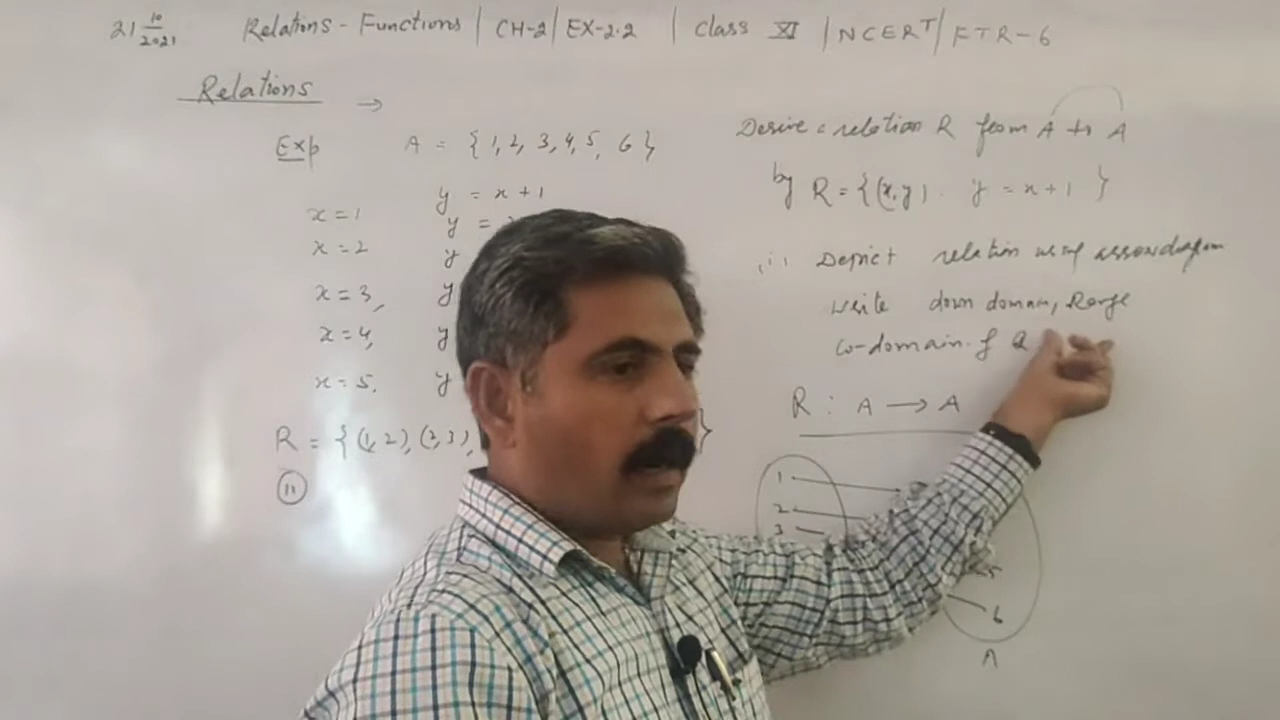 21 10/2021 Relations - Functions | CH-2 | EX-2.2 | Class XI | NCERT | FTR-6
Relations →
Exp A = { 1, 2, 3, 4, 5, 6 }
y = x + 1
x = 1 y =
x = 2 y
x = 3, y
x = 4, y
x = 5, y
R = { (1, 2), (2, 3), }
(ii)
Derive a relation R from A to A
by R = {(x, y) . y = x + 1 }
(i) Depict relation using arrow diagram
write down domain, Range
co-domain of R
R : A → A
1
2
3
5
6
A